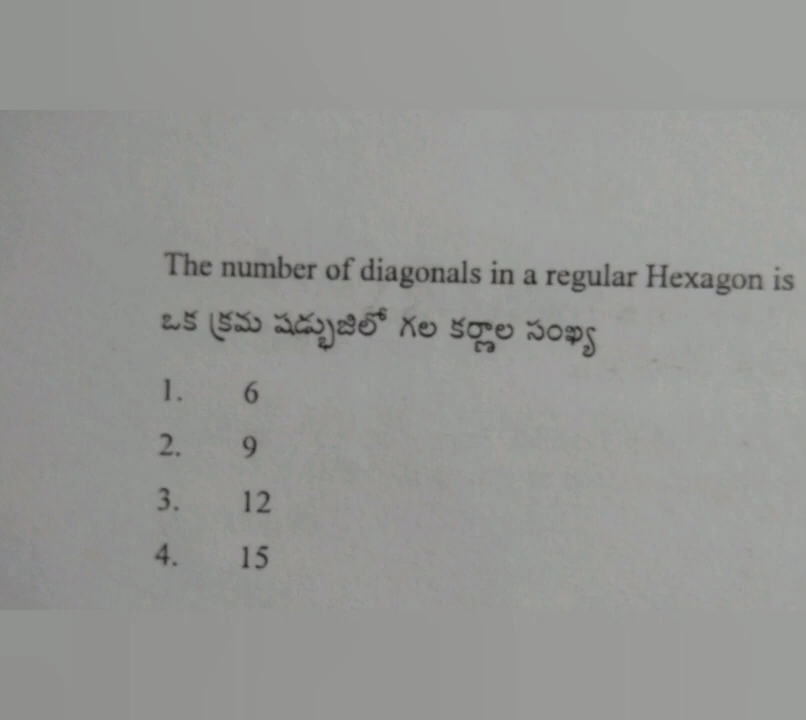 The number of diagonals in a regular Hexagon is
ఒక క్రమ షడ్భుజిలో గల కర్ణాల సంఖ్య
1. 6
2. 9
3. 12
4. 15